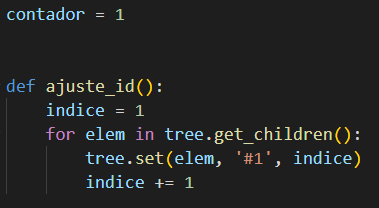 contador = 1
def ajuste_id():
    indice = 1
    for elem in tree.get_children():
        tree.set(elem, '#1', indice)
        indice += 1